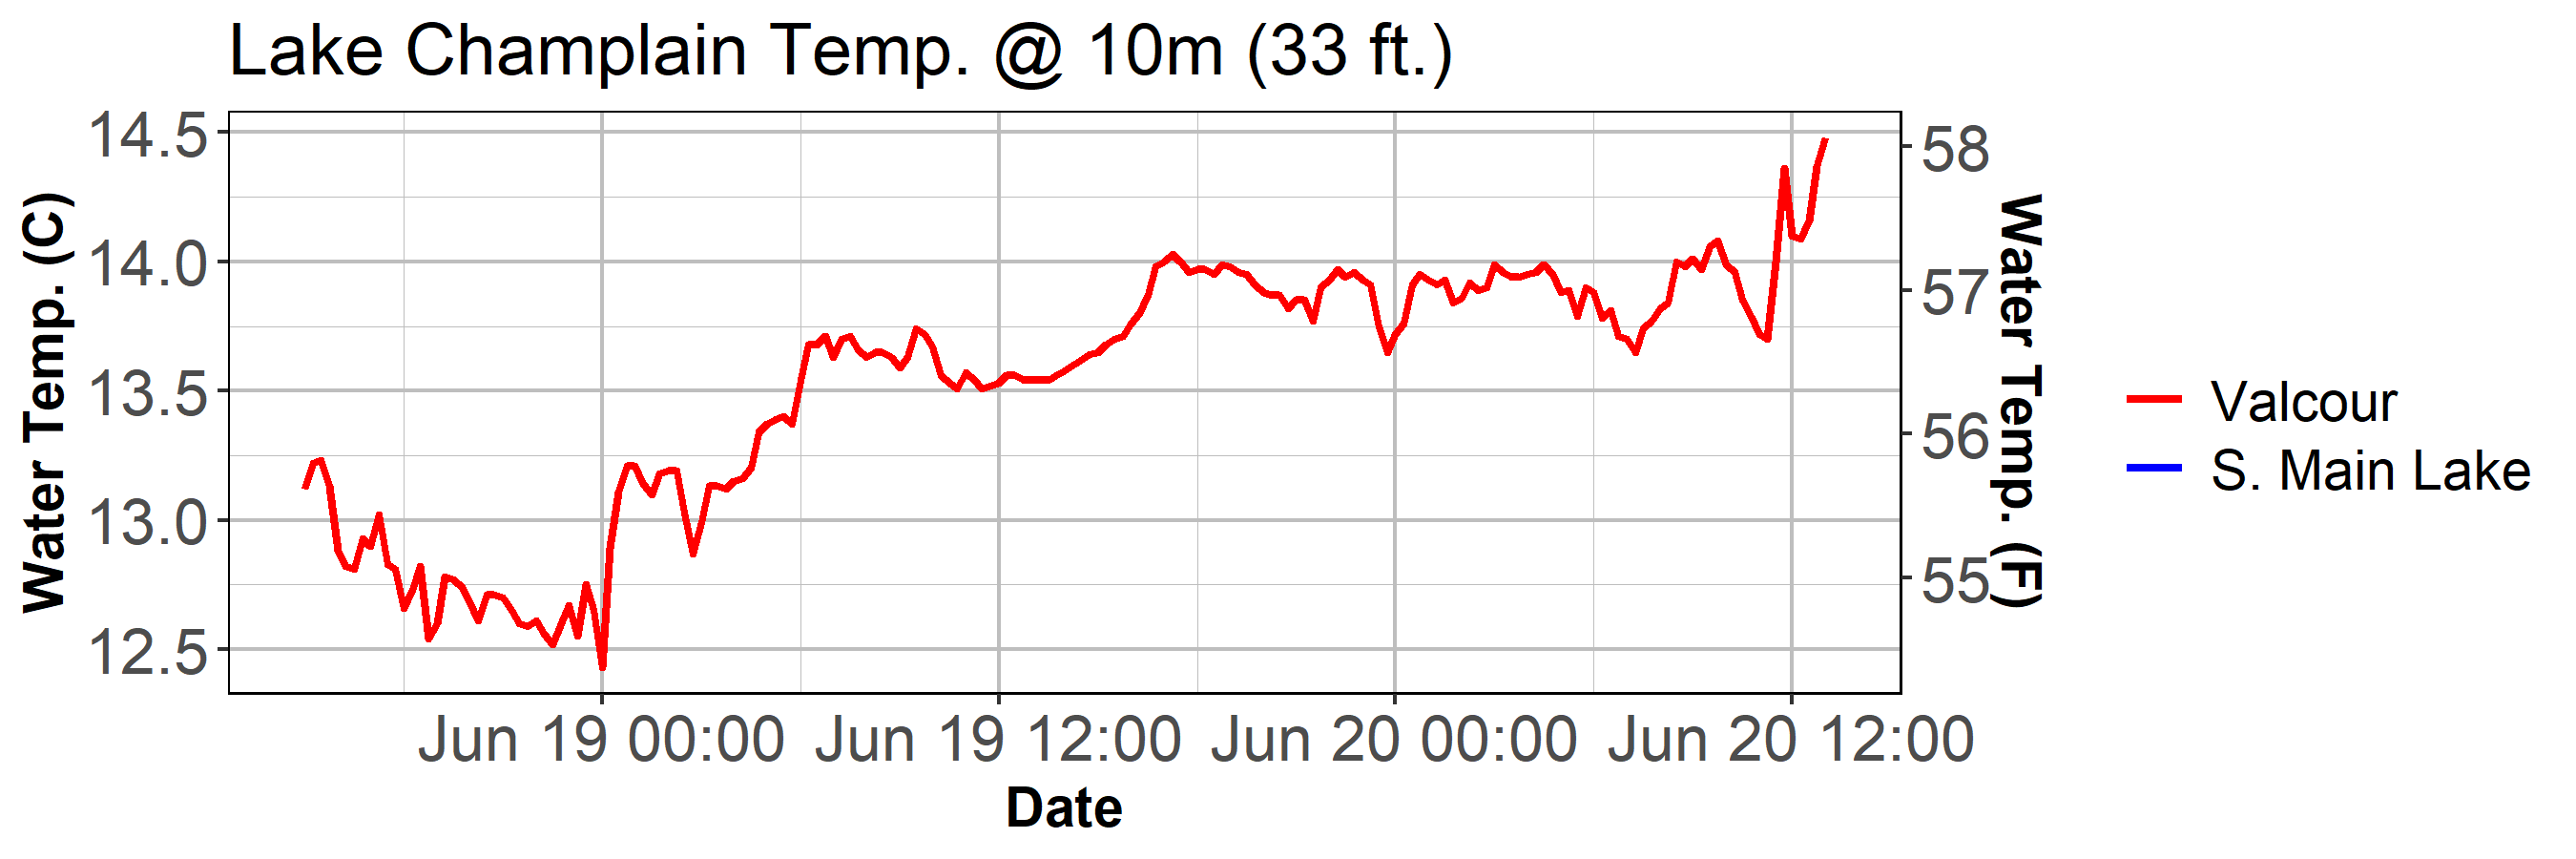 Lake Champlain Temp. @ 10m (33 ft.)
Water Temp. (C)
14.5
14.0
13.5
13.0
12.5
58
57
56
55
Water Temp. (F)
Jun 19 00:00 Jun 19 12:00 Jun 20 00:00 Jun 20 12:00
Date
Valcour
S. Main Lake